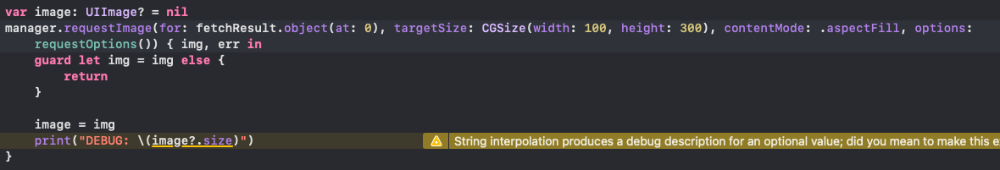 var image: UIImage? = nil
manager.requestImage(for: fetchResult.object(at: 0), targetSize: CGSize(width: 100, height: 300), contentMode: .aspectFill, options:
requestOptions()) { img, err in
guard let img = img else {
return
}
image = img
print("DEBUG: \(image?.size)") String interpolation produces a debug description for an optional value; did you mean to make this e
}